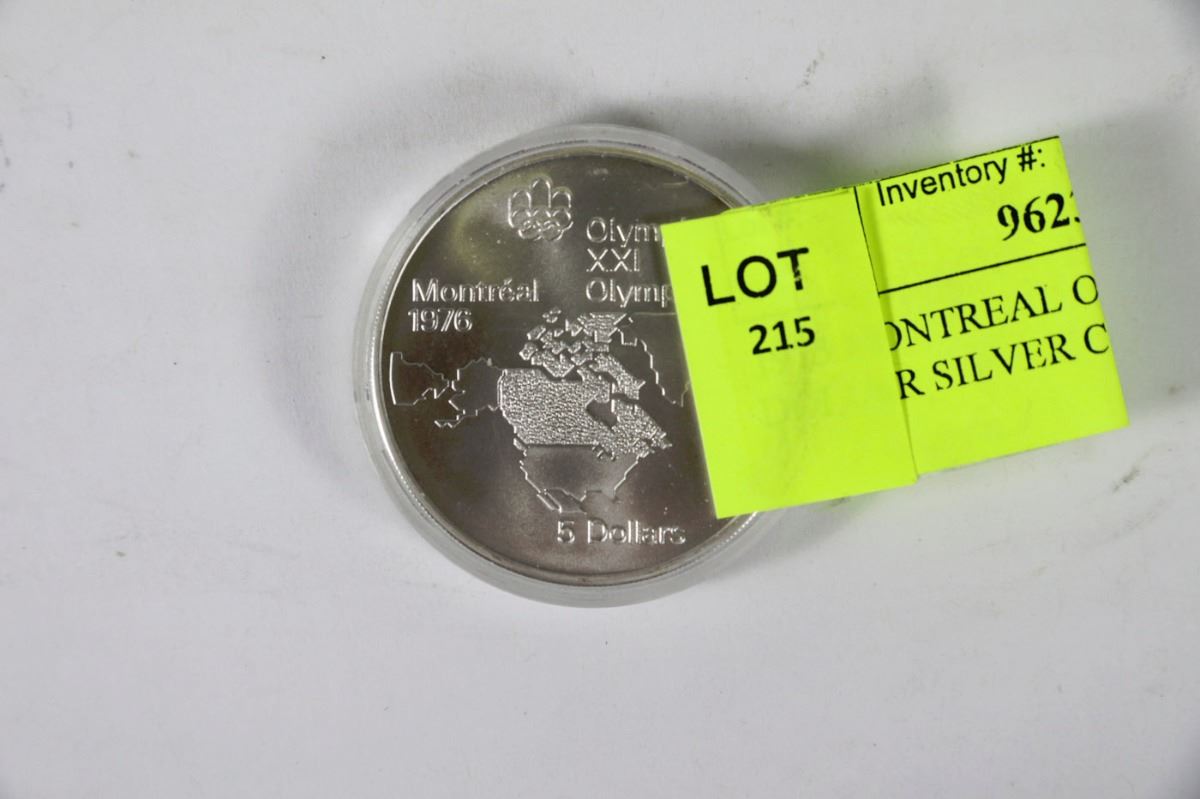 Olymp
XXI
Olymp
Montréal
1976
5 Dollars
LOT
215
Inventory #:
962
ONTREAL O
R SILVER C